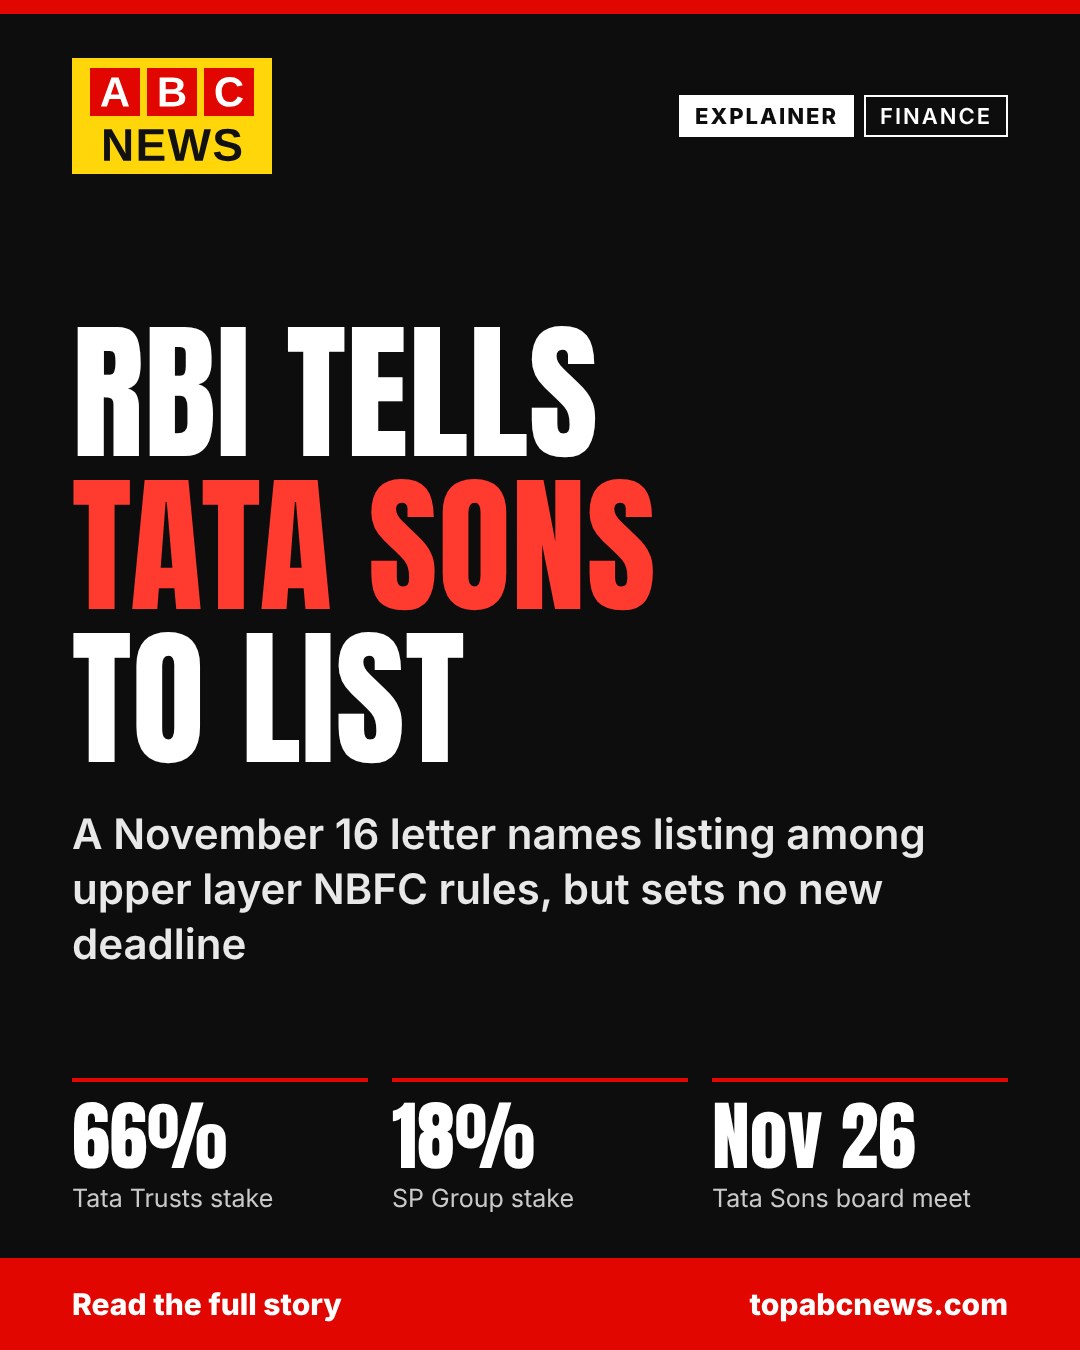 ABC
NEWS
EXPLAINER
FINANCE
RBI TELLS
TATA SONS
TO LIST
A November 16 letter names listing among
upper layer NBFC rules, but sets no new
deadline
66%
Tata Trusts stake
18%
SP Group stake
Nov 26
Tata Sons board meet
Read the full story
topabcnews.com